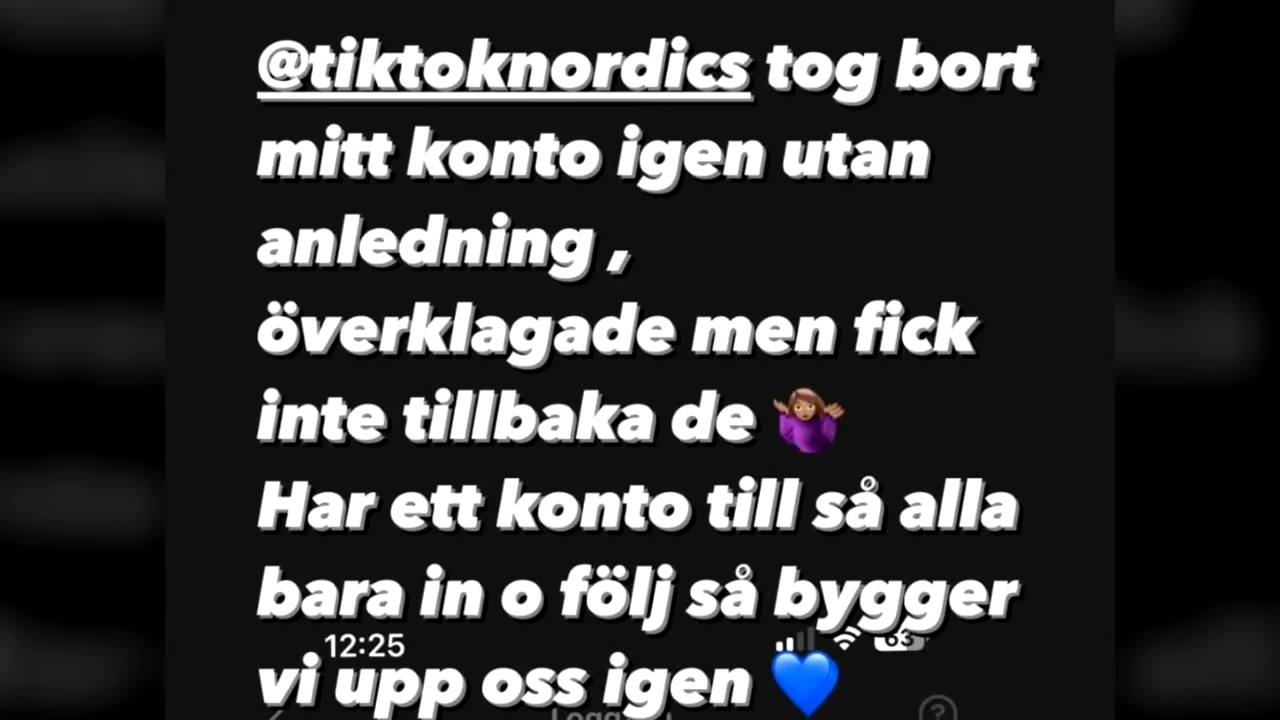 @tiktoknordics tog bort
mitt konto igen utan
anledning ,
överklagade men fick
inte tillbaka de 🤷🏽‍♀️
Har ett konto till så alla
bara in o följ så bygger
12:25 63
vi upp oss igen 💙